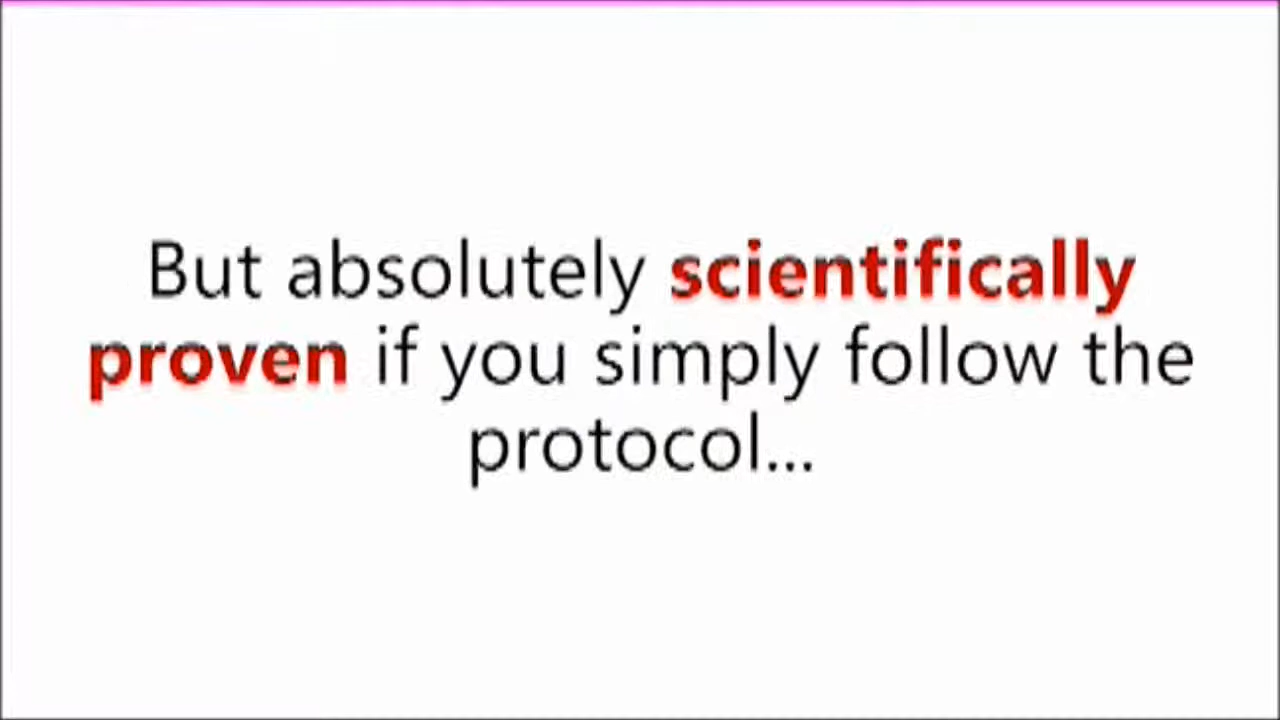 But absolutely scientifically
proven if you simply follow the
protocol...